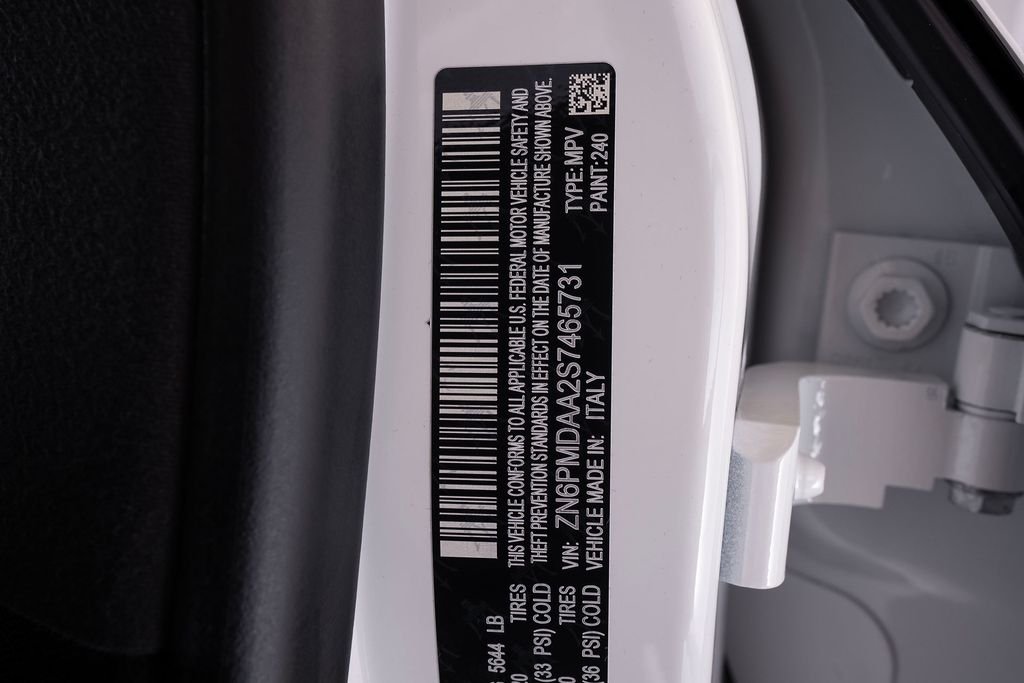 THIS VEHICLE CONFORMS TO ALL APPLICABLE U.S. FEDERAL MOTOR VEHICLE SAFETY AND
THEFT PREVENTION STANDARDS IN EFFECT ON THE DATE OF MANUFACTURE SHOWN ABOVE.
VIN: ZN6PMDAA2S7465731 TYPE:MPV
VEHICLE MADE IN: ITALY PAINT:240
5644 LB
TIRES
(33 PSI) COLD
TIRES
(36 PSI) COLD